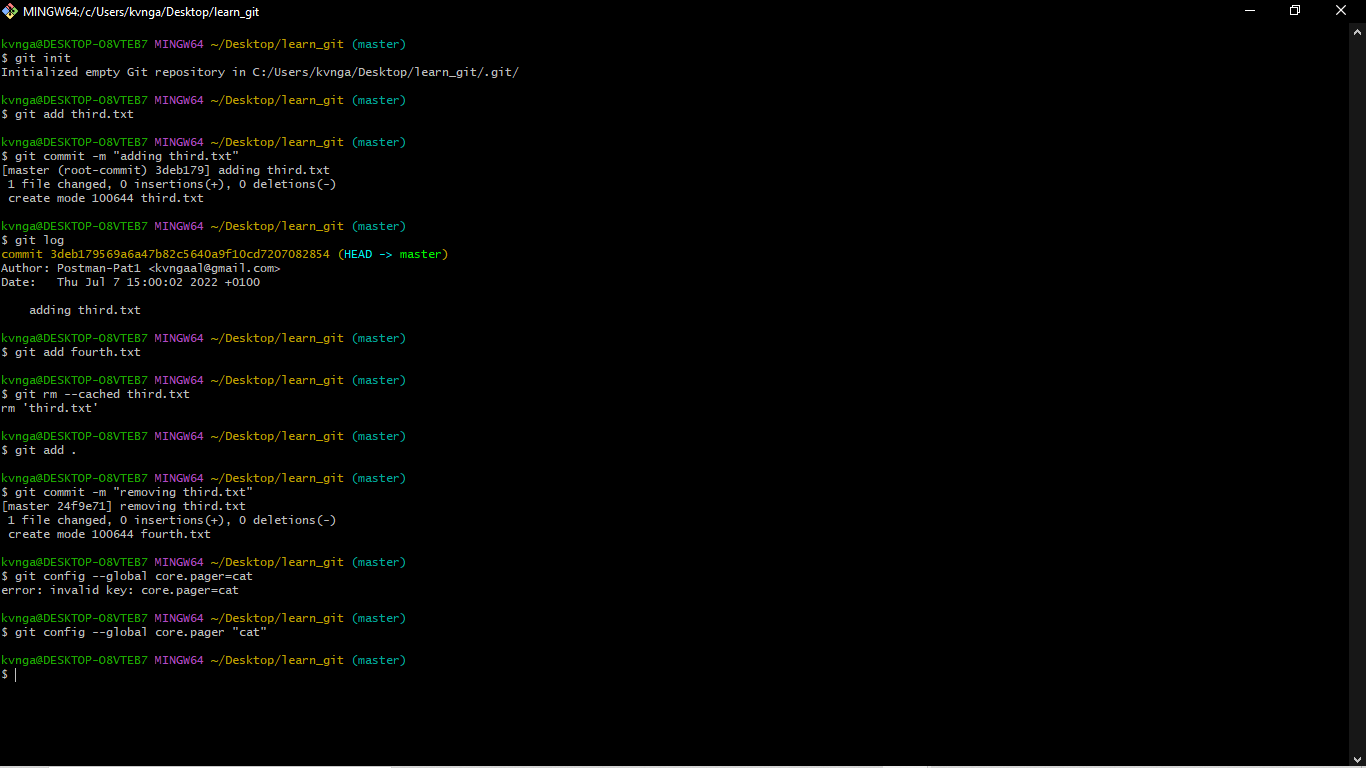 MINGW64:/c/Users/kvnga/Desktop/learn_git
kvnga@DESKTOP-O8VTEB7 MINGW64 ~/Desktop/learn_git (master)
$ git init
Initialized empty Git repository in C:/Users/kvnga/Desktop/learn_git/.git/
kvnga@DESKTOP-O8VTEB7 MINGW64 ~/Desktop/learn_git (master)
$ git add third.txt
kvnga@DESKTOP-O8VTEB7 MINGW64 ~/Desktop/learn_git (master)
$ git commit -m "adding third.txt"
[master (root-commit) 3deb179] adding third.txt
 1 file changed, 0 insertions(+), 0 deletions(-)
 create mode 100644 third.txt
kvnga@DESKTOP-O8VTEB7 MINGW64 ~/Desktop/learn_git (master)
$ git log
commit 3deb179569a6a47b82c5640a9f10cd7207082854 (HEAD -> master)
Author: Postman-Pat1 <kvngaal@gmail.com>
Date:   Thu Jul 7 15:00:02 2022 +0100
    adding third.txt
kvnga@DESKTOP-O8VTEB7 MINGW64 ~/Desktop/learn_git (master)
$ git add fourth.txt
kvnga@DESKTOP-O8VTEB7 MINGW64 ~/Desktop/learn_git (master)
$ git rm --cached third.txt
rm 'third.txt'
kvnga@DESKTOP-O8VTEB7 MINGW64 ~/Desktop/learn_git (master)
$ git add .
kvnga@DESKTOP-O8VTEB7 MINGW64 ~/Desktop/learn_git (master)
$ git commit -m "removing third.txt"
[master 24f9e71] removing third.txt
 1 file changed, 0 insertions(+), 0 deletions(-)
 create mode 100644 fourth.txt
kvnga@DESKTOP-O8VTEB7 MINGW64 ~/Desktop/learn_git (master)
$ git config --global core.pager=cat
error: invalid key: core.pager=cat
kvnga@DESKTOP-O8VTEB7 MINGW64 ~/Desktop/learn_git (master)
$ git config --global core.pager "cat"
kvnga@DESKTOP-O8VTEB7 MINGW64 ~/Desktop/learn_git (master)
$